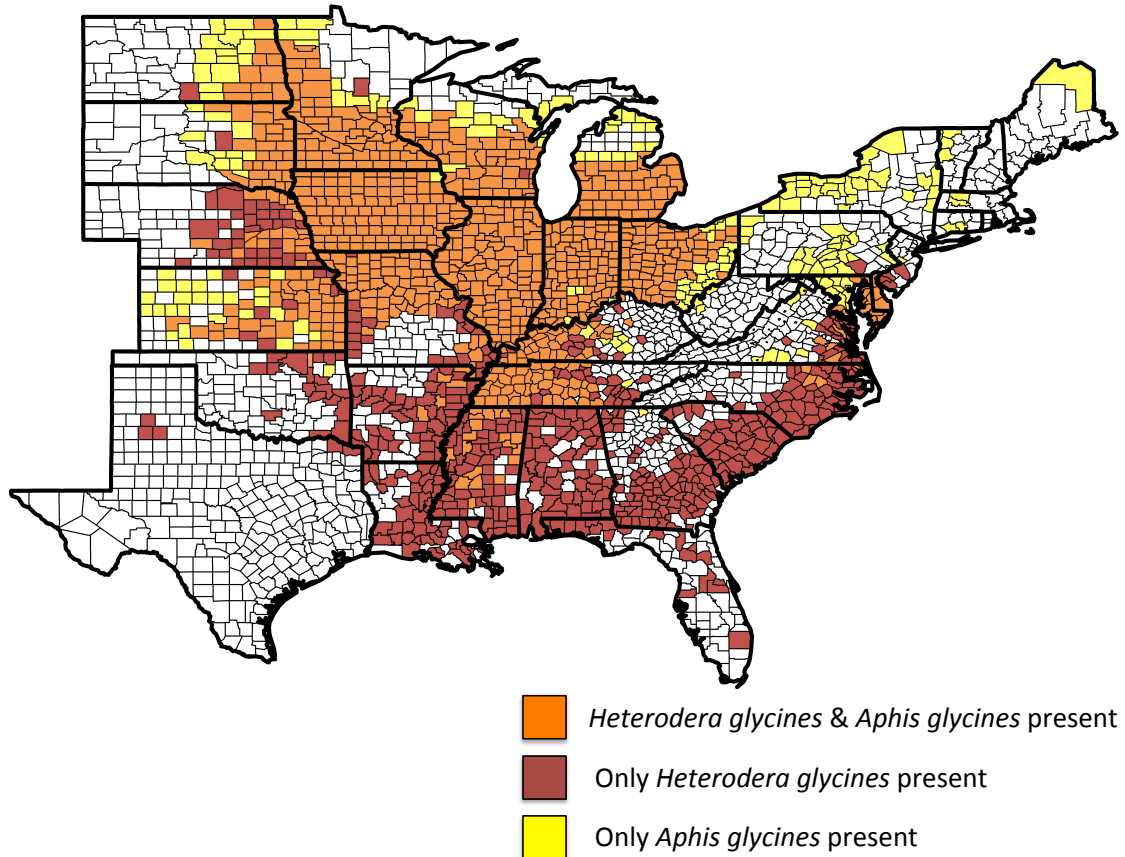 Heterodera glycines & Aphis glycines present
Only Heterodera glycines present
Only Aphis glycines present